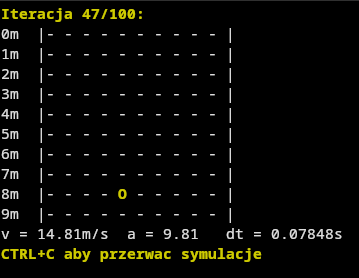 Iteracja 47/100:
0m  |- - - - - - - - - - |
1m  |- - - - - - - - - - |
2m  |- - - - - - - - - - |
3m  |- - - - - - - - - - |
4m  |- - - - - - - - - - |
5m  |- - - - - - - - - - |
6m  |- - - - - - - - - - |
7m  |- - - - - - - - - - |
8m  |- - - - O - - - - - |
9m  |- - - - - - - - - - |
v = 14.81m/s  a = 9.81   dt = 0.07848s
CTRL+C aby przerwac symulacje